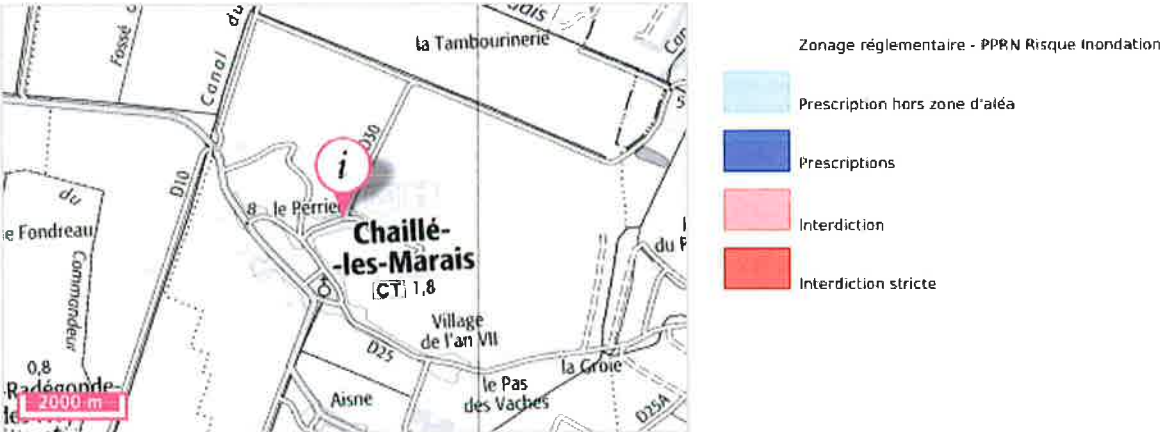 Fossé
Canal
du
la Tambourinerie
D30
i
D10
8 le Perrier
du
Commandeur
Fondreau
Chaillé-
-les-Marais
CT 1,8
Village
de l'an VII
D25
la Groie
le Pas
des Vaches
Aisne
D25A
0,8
-Radégonde-
2000 m
Zonage réglementaire - PPRN Risque Inondation
Prescription hors zone d'aléa
Prescriptions
Interdiction
Interdiction stricte